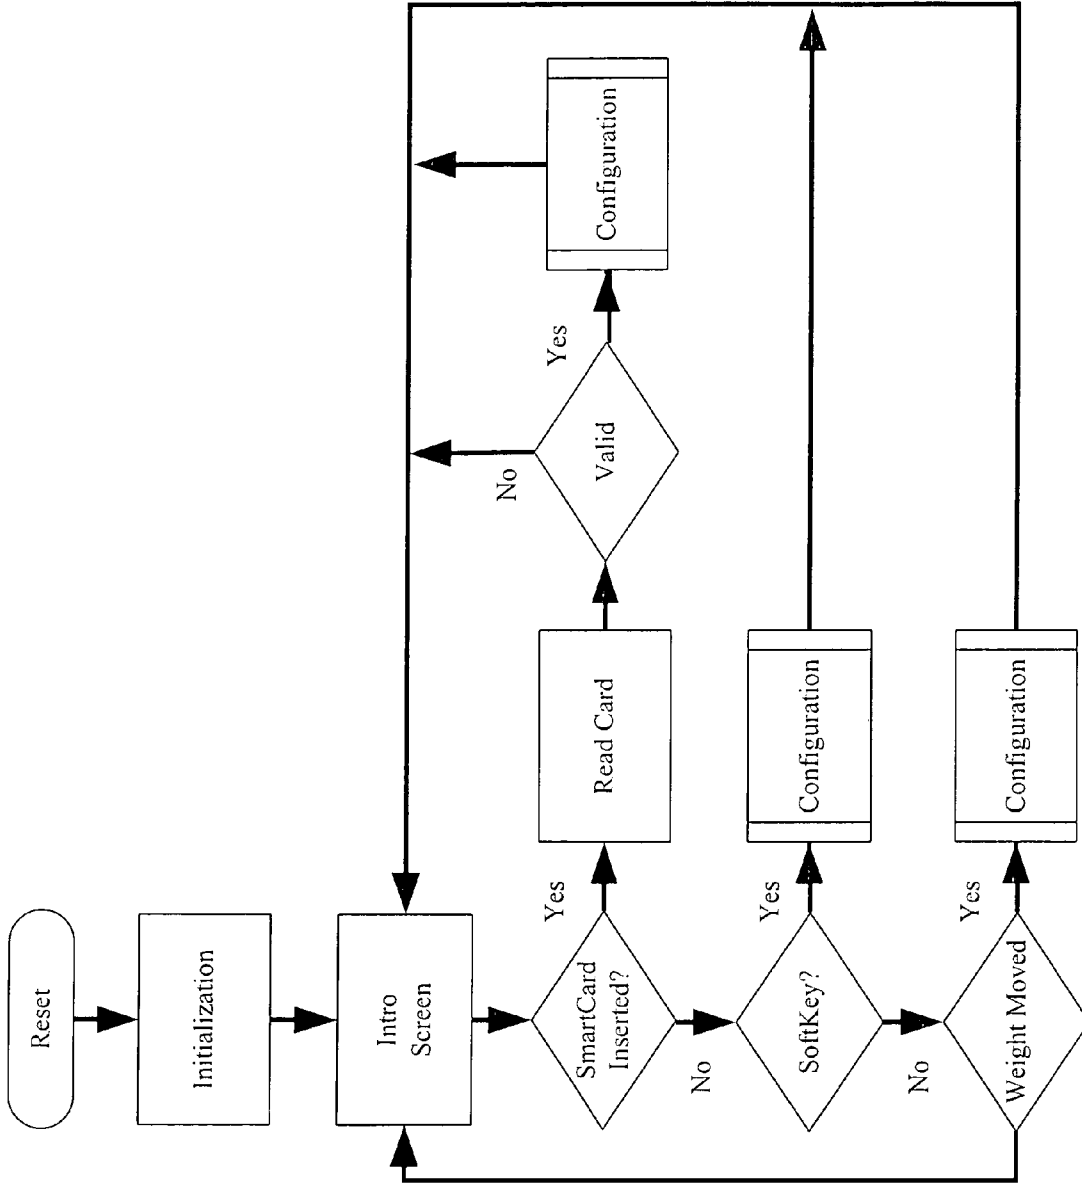 Reset
Initialization
Intro
Screen
SmartCard
Inserted?
Yes
No
Read Card
Valid
No
Yes
Configuration
SoftKey?
Yes
No
Configuration
Weight Moved
Yes
Configuration